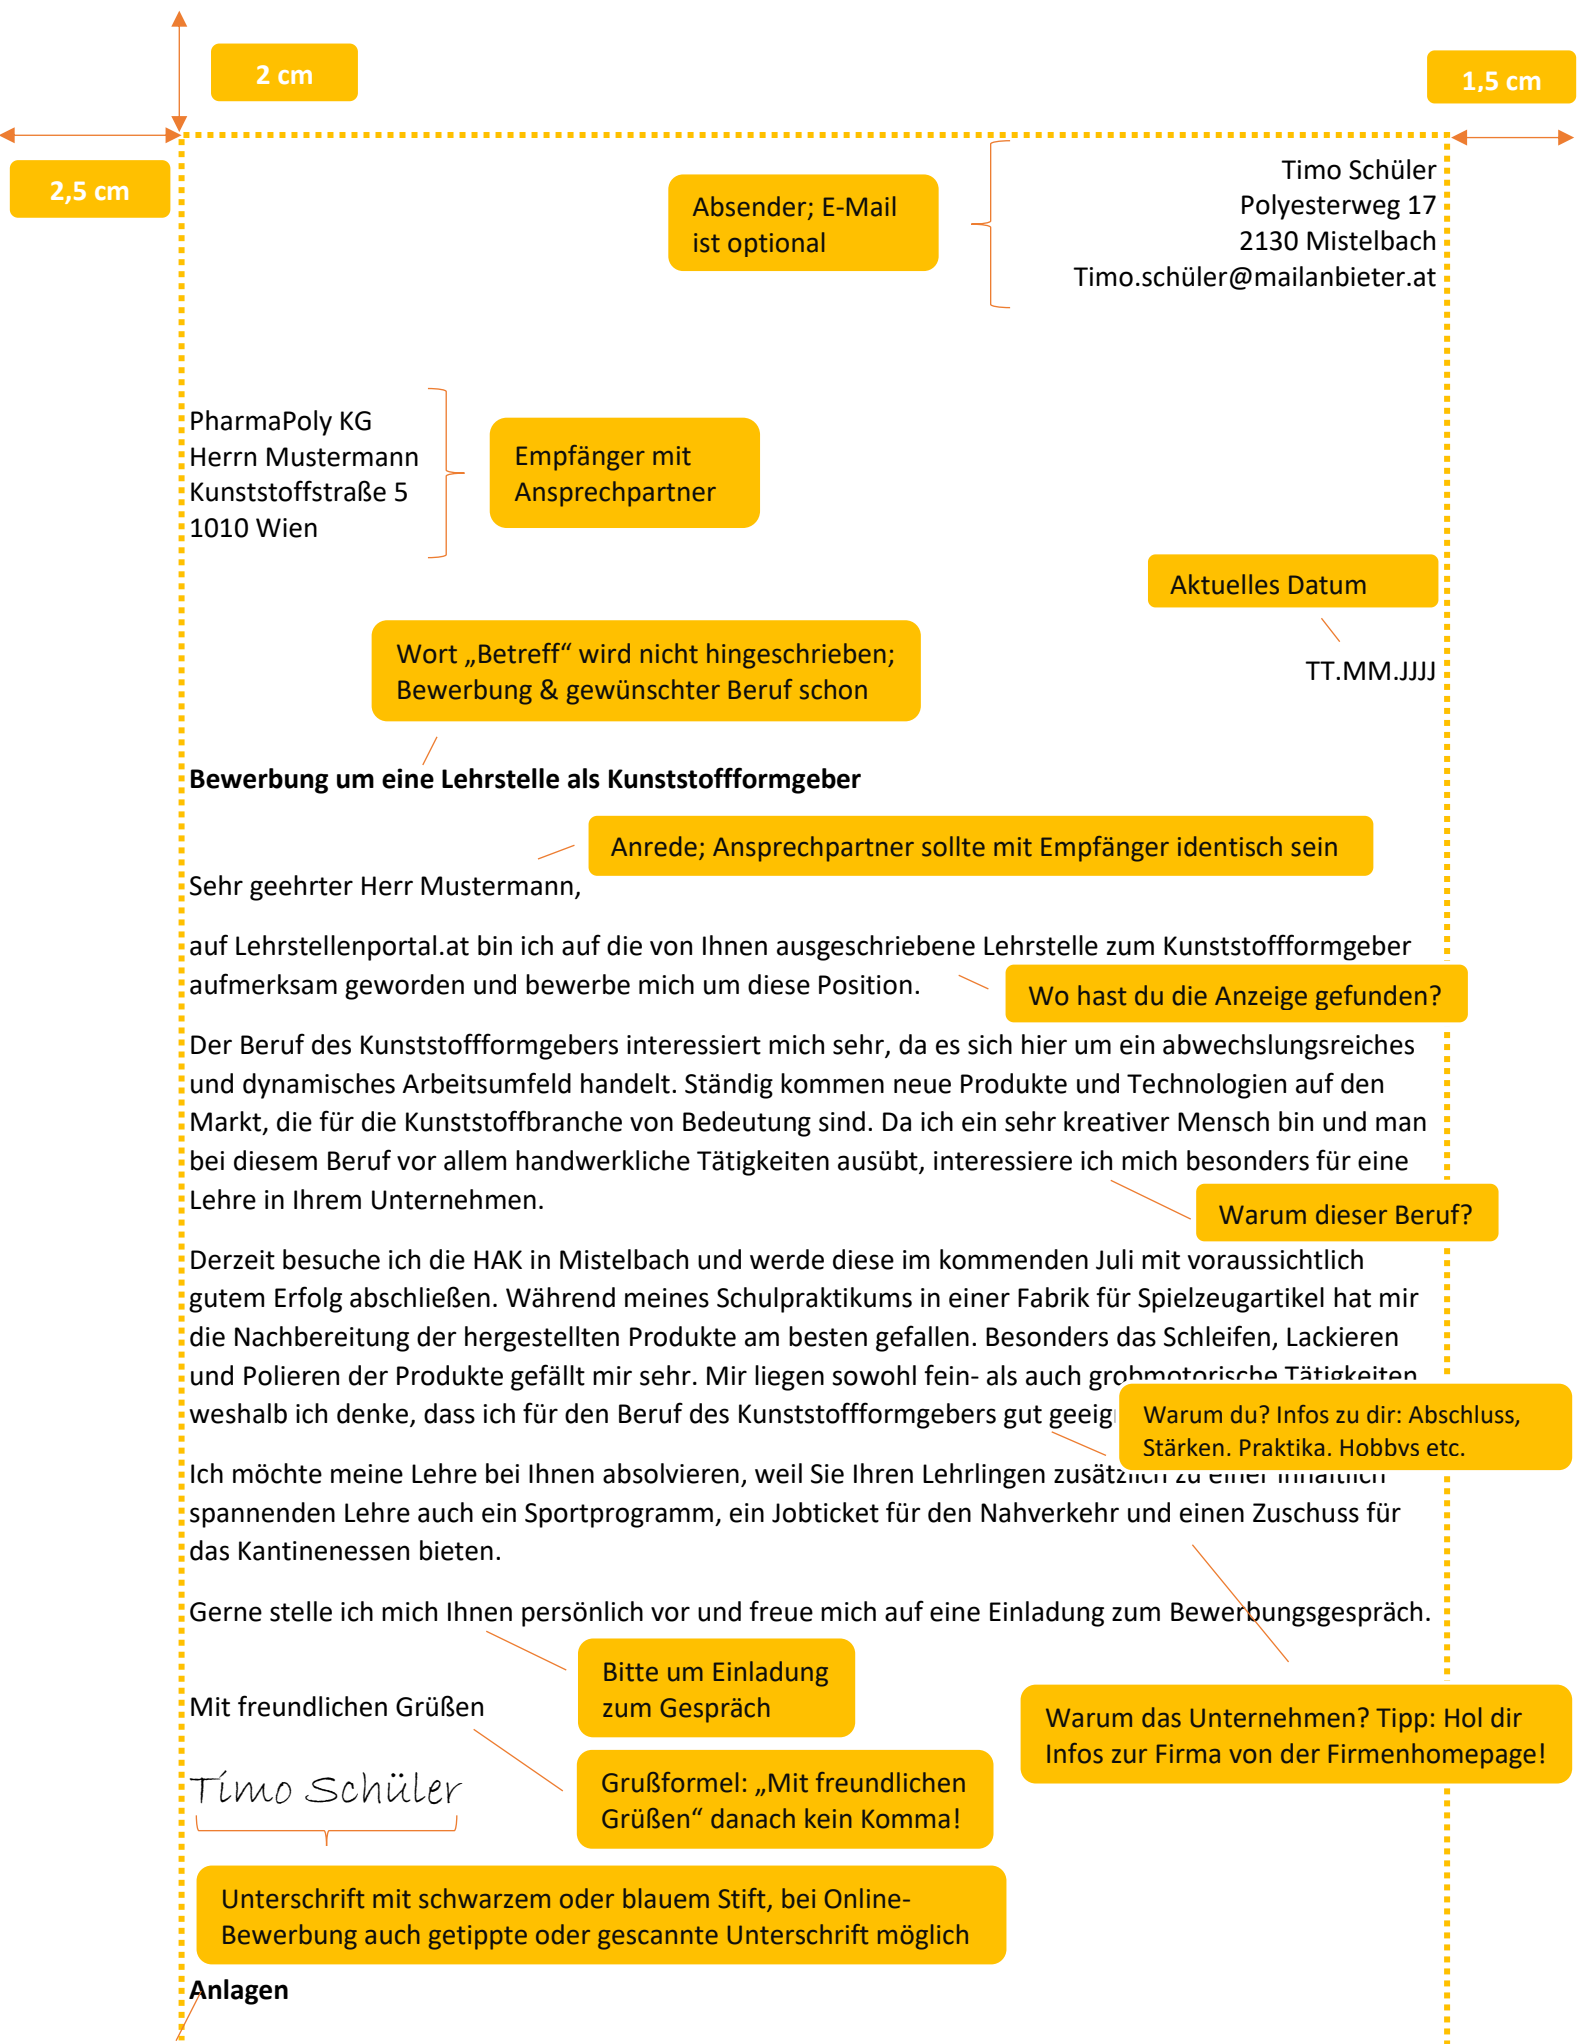 2 cm
1,5 cm
2,5 cm
Absender; E-Mail
ist optional
Timo Schüler
Polyesterweg 17
2130 Mistelbach
Timo.schüler@mailanbieter.at
PharmaPoly KG
Herrn Mustermann
Kunststoffstraße 5
1010 Wien
Empfänger mit
Ansprechpartner
Aktuelles Datum
TT.MM.JJJJ
Wort „Betreff“ wird nicht hingeschrieben;
Bewerbung & gewünschter Beruf schon
Bewerbung um eine Lehrstelle als Kunststoffformgeber
Anrede; Ansprechpartner sollte mit Empfänger identisch sein
Sehr geehrter Herr Mustermann,
auf Lehrstellenportal.at bin ich auf die von Ihnen ausgeschriebene Lehrstelle zum Kunststoffformgeber
aufmerksam geworden und bewerbe mich um diese Position.
Wo hast du die Anzeige gefunden?
Der Beruf des Kunststoffformgebers interessiert mich sehr, da es sich hier um ein abwechslungsreiches
und dynamisches Arbeitsumfeld handelt. Ständig kommen neue Produkte und Technologien auf den
Markt, die für die Kunststoffbranche von Bedeutung sind. Da ich ein sehr kreativer Mensch bin und man
bei diesem Beruf vor allem handwerkliche Tätigkeiten ausübt, interessiere ich mich besonders für eine
Lehre in Ihrem Unternehmen.
Warum dieser Beruf?
Derzeit besuche ich die HAK in Mistelbach und werde diese im kommenden Juli mit voraussichtlich
gutem Erfolg abschließen. Während meines Schulpraktikums in einer Fabrik für Spielzeugartikel hat mir
die Nachbereitung der hergestellten Produkte am besten gefallen. Besonders das Schleifen, Lackieren
und Polieren der Produkte gefällt mir sehr. Mir liegen sowohl fein- als auch grobmotorische Tätigkeiten
weshalb ich denke, dass ich für den Beruf des Kunststoffformgebers gut
Warum du? Infos zu dir: Abschluss,
Stärken. Praktika. Hobbys etc.
Ich möchte meine Lehre bei Ihnen absolvieren, weil Sie Ihren Lehrlingen zusätzlich zu einer inhaltlich
spannenden Lehre auch ein Sportprogramm, ein Jobticket für den Nahverkehr und einen Zuschuss für
das Kantinenessen bieten.
Gerne stelle ich mich Ihnen persönlich vor und freue mich auf eine Einladung zum Bewerbungsgespräch.
Bitte um Einladung
zum Gespräch
Mit freundlichen Grüßen
Warum das Unternehmen? Tipp: Hol dir
Infos zur Firma von der Firmenhomepage!
Timo Schüler
Grußformel: „Mit freundlichen
Grüßen“ danach kein Komma!
Unterschrift mit schwarzem oder blauem Stift, bei Online-
Bewerbung auch getippte oder gescannte Unterschrift möglich
Anlagen